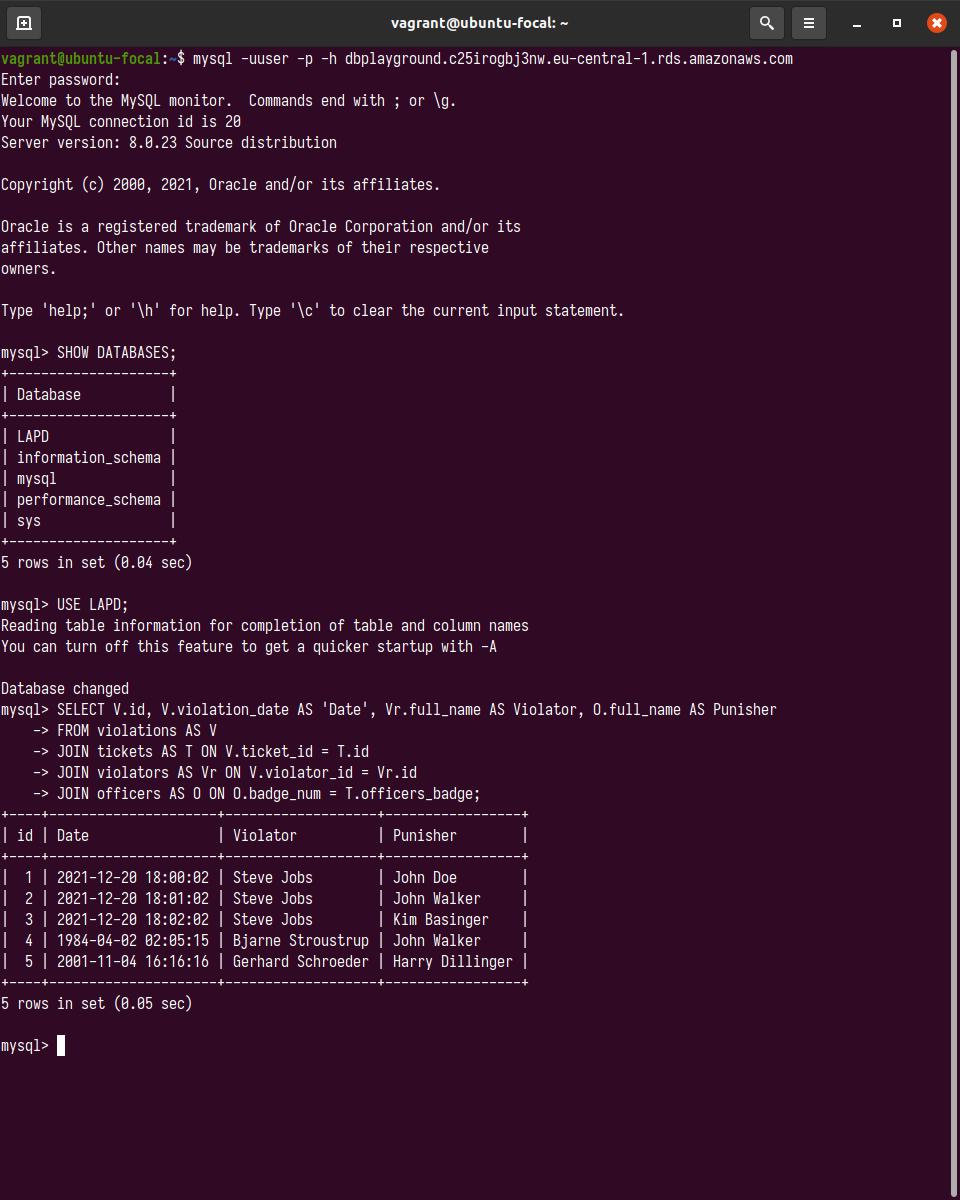 vagrant@ubuntu-focal: ~
vagrant@ubuntu-focal:~$ mysql -uuser -p -h dbplayground.c25irogbj3nw.eu-central-1.rds.amazonaws.com
Enter password:
Welcome to the MySQL monitor.  Commands end with ; or \g.
Your MySQL connection id is 20
Server version: 8.0.23 Source distribution

Copyright (c) 2000, 2021, Oracle and/or its affiliates.

Oracle is a registered trademark of Oracle Corporation and/or its
affiliates. Other names may be trademarks of their respective
owners.

Type 'help;' or '\h' for help. Type '\c' to clear the current input statement.

mysql> SHOW DATABASES;
+--------------------+
| Database           |
+--------------------+
| LAPD               |
| information_schema |
| mysql              |
| performance_schema |
| sys                |
+--------------------+
5 rows in set (0.04 sec)

mysql> USE LAPD;
Reading table information for completion of table and column names
You can turn off this feature to get a quicker startup with -A

Database changed
mysql> SELECT V.id, V.violation_date AS 'Date', Vr.full_name AS Violator, O.full_name AS Punisher
    -> FROM violations AS V
    -> JOIN tickets AS T ON V.ticket_id = T.id
    -> JOIN violators AS Vr ON V.violator_id = Vr.id
    -> JOIN officers AS O ON O.badge_num = T.officers_badge;
+----+---------------------+-------------------+-----------------+
| id | Date                | Violator          | Punisher        |
+----+---------------------+-------------------+-----------------+
|  1 | 2021-12-20 18:00:02 | Steve Jobs        | John Doe        |
|  2 | 2021-12-20 18:01:02 | Steve Jobs        | John Walker     |
|  3 | 2021-12-20 18:02:02 | Steve Jobs        | Kim Basinger    |
|  4 | 1984-04-02 02:05:15 | Bjarne Stroustrup | John Walker     |
|  5 | 2001-11-04 16:16:16 | Gerhard Schroeder | Harry Dillinger |
+----+---------------------+-------------------+-----------------+
5 rows in set (0.05 sec)

mysql>